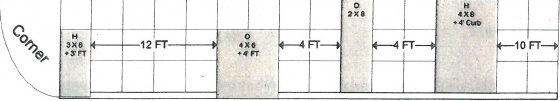 Corner
H
3 X 6
+ 3' FT
12 FT
O
4 X 6
+ 4' FT
4 FT
O
2 X 8
4 FT
H
4 X 8
+ 4' Curb
10 FT